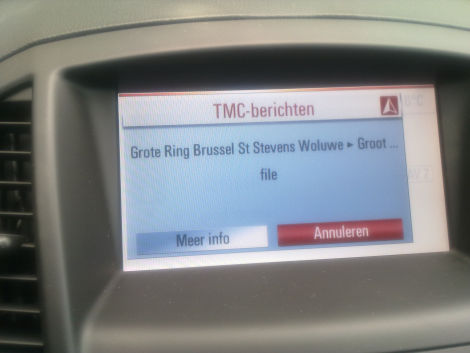 TMC-berichten
Grote Ring Brussel St Stevens Woluwe ▸ Groot ...
file
Meer info
Annuleren